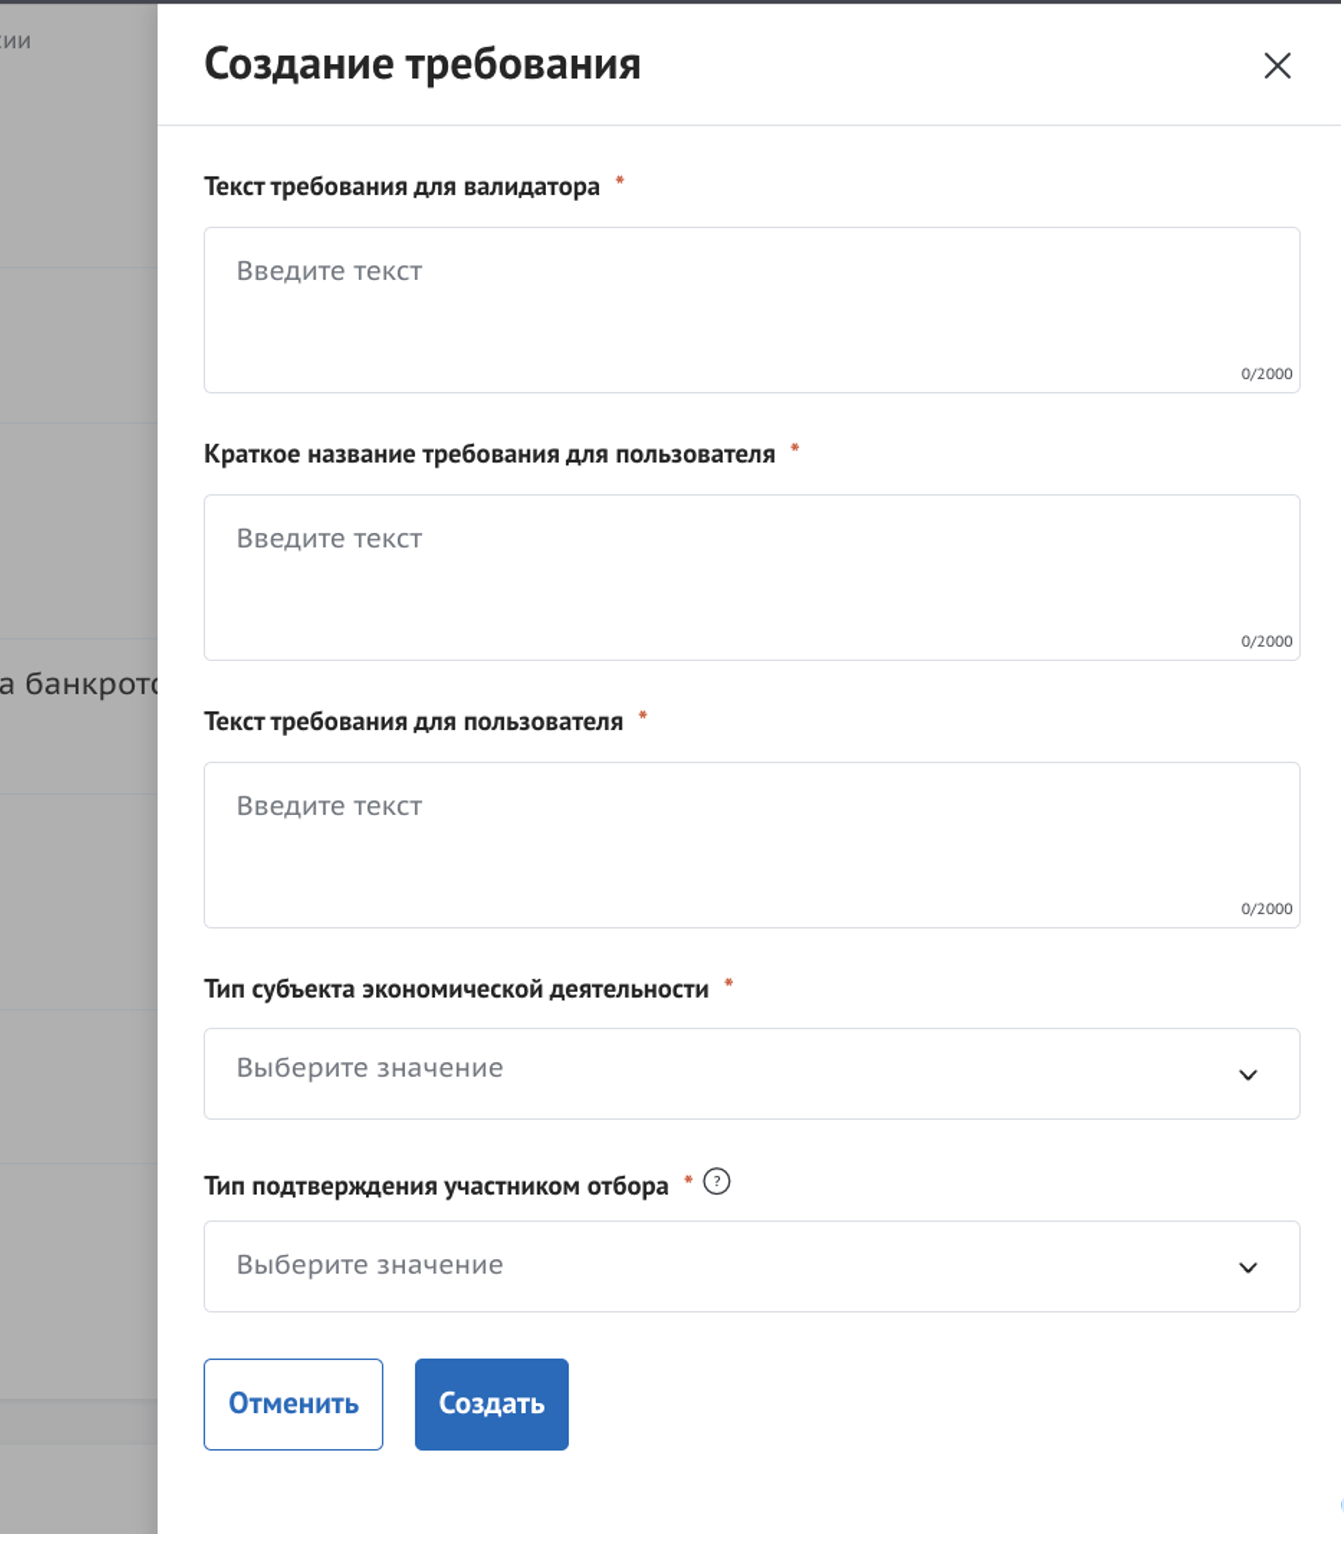 сии
Создание требования
Текст требования для валидатора *
Введите текст
0/2000
Краткое название требования для пользователя *
Введите текст
0/2000
а банкрото
Текст требования для пользователя *
Введите текст
0/2000
Тип субъекта экономической деятельности *
Выберите значение
Тип подтверждения участником отбора * ?
Выберите значение
Отменить
Создать